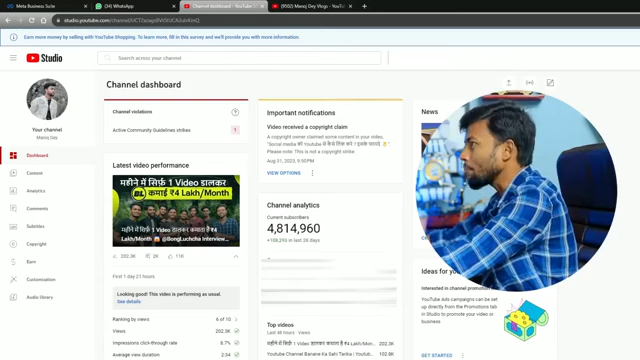 Meta Business Suite
(34) WhatsApp
Channel dashboard - YouTube St
(9502) Manoj Dey Vlogs - YouTu
studio.youtube.com/channel/
Earn more money by selling with YouTube Shopping. To learn more, fill in this survey and we'll provide you with more information.
Studio
Search across your channel
Your channel
Manoj Dey
Dashboard
Content
Analytics
Comments
Subtitles
Copyright
Earn
Customisation
Audio library
Channel dashboard
Channel violations
Active Community Guidelines strikes
1
Latest video performance
महीने में सिर्फ़ 1 Video डालकर
BL कमाई ₹4 Lakh/Month
महीने में सिर्फ़ 1 Video डालकर कमाता है ₹4
Lakh/Month @BongLuchcha Interview...
202.3K
2K
11K
First 1 day 21 hours
Looking good! This video is performing as usual.
See details
Ranking by views
6 of 10
Views
202.3K
Impressions click-through rate
8.7%
Average view duration
2:34
Important notifications
Video received a copyright claim
A copyright owner claimed some content in your video,
"Social media को Youtube से कैसे लिंक करे ? इसके फायदे
Please note: This is not a copyright strike
Aug 31, 2023, 9:50PM
VIEW OPTIONS
Channel analytics
Current subscribers
4,814,960
+108,293 in last 28 days
Top videos
Last 48 hours · Views
महीने में सिर्फ़ 1 Video डालकर कमाता है ₹4 Lakh/Mon...
202.3K
Youtube Channel Banane Ka Sahi Tarika | Youtube...
102.8K
News
Ideas for you
Interested in channel promotion
YouTube Ads campaigns can be set
up directly from the Promotions tab
in Studio to promote your video or
business
GET STARTED